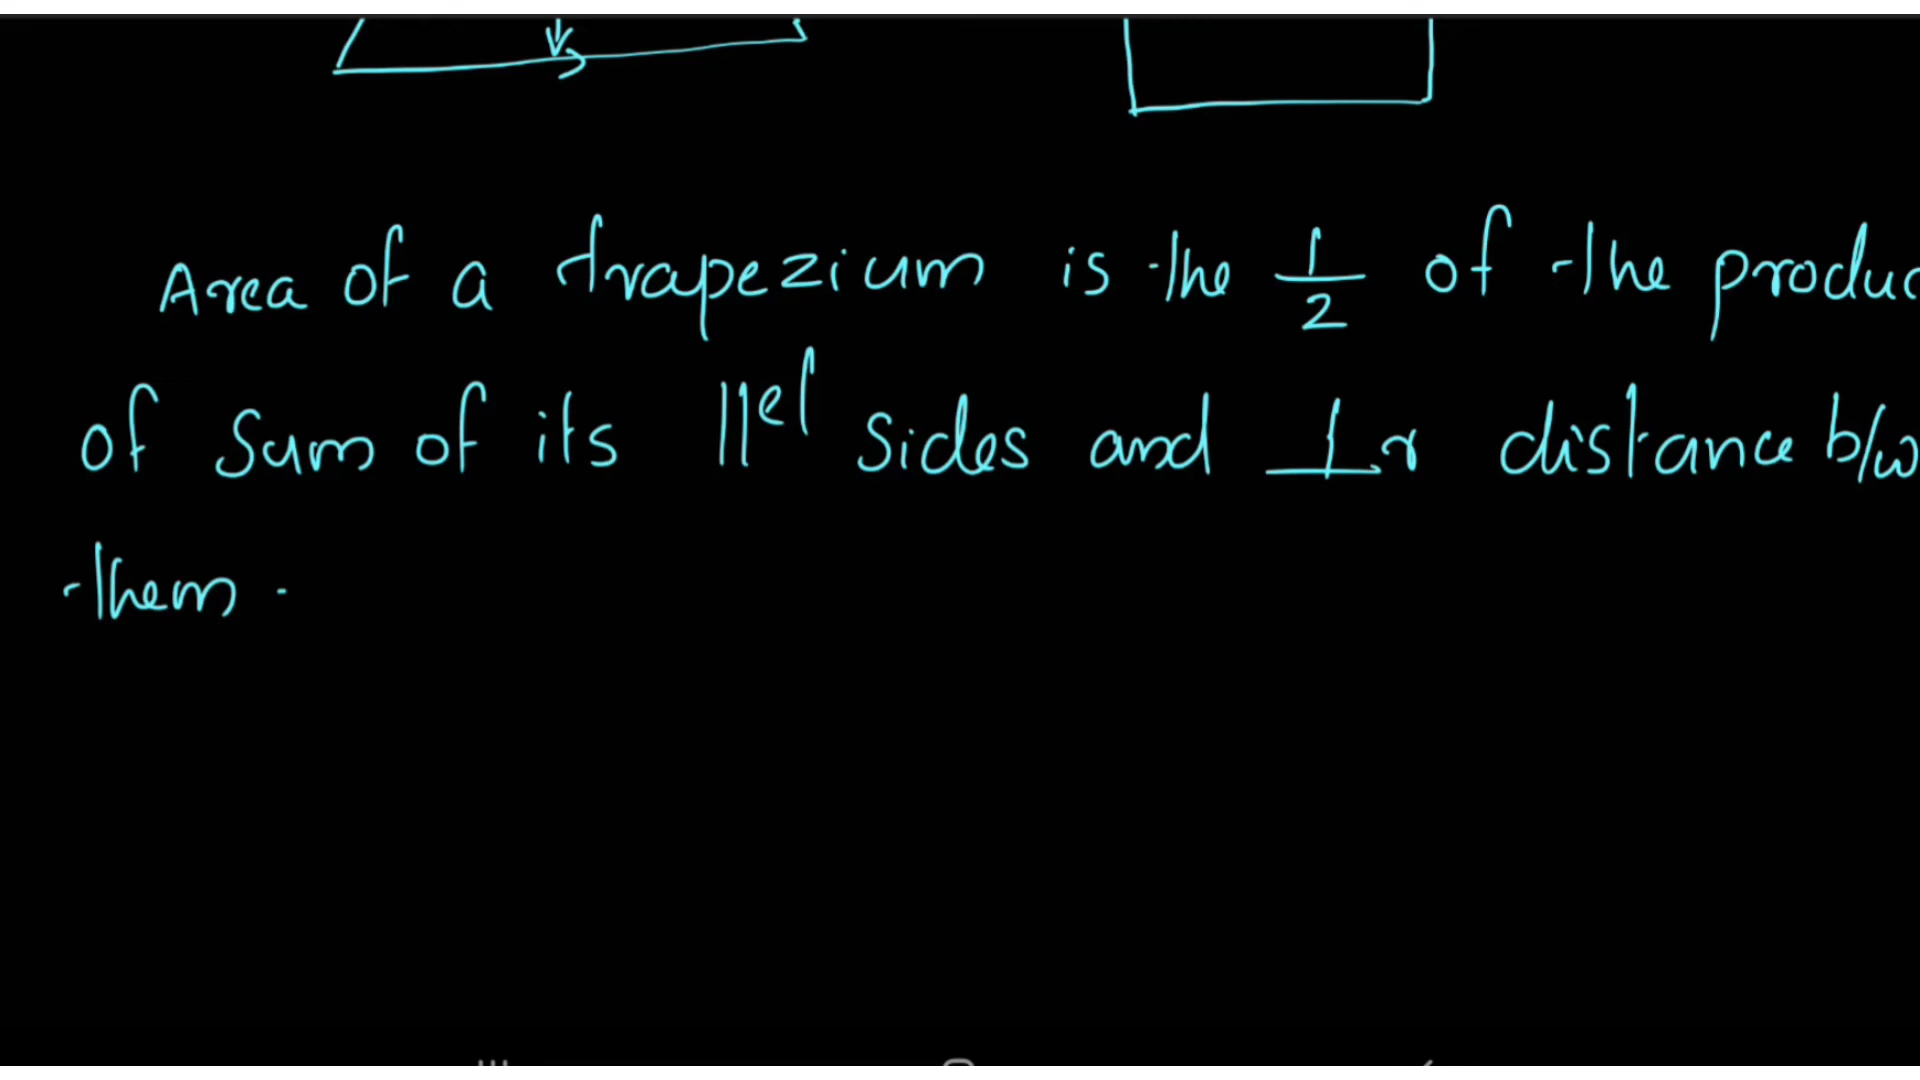 Area of a trapezium is the 1/2 of the produc
of Sum of its ||el Sides and ⊥r distance b/w
them.